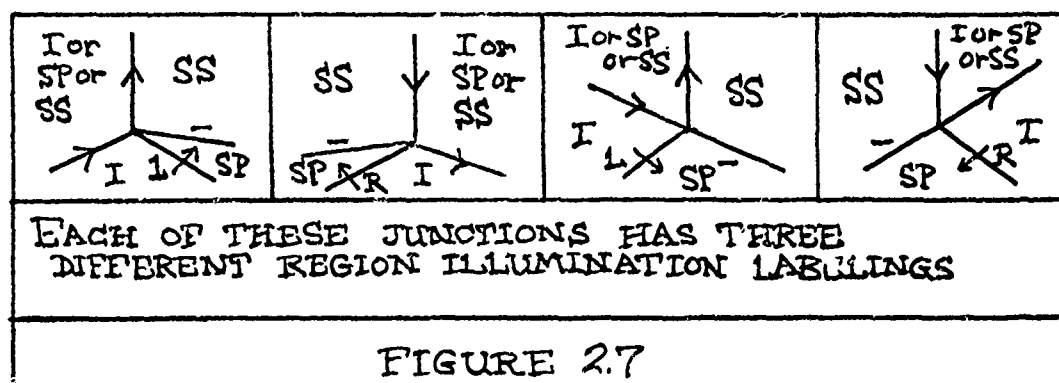 I or
SP or
SS
SS
I
L
SP
-
SS
I or
SP or
SS
-
SP
R
I
I or SP
or SS
SS
I
L
SP
-
I or SP
or SS
SS
I
-
SP
R
EACH OF THESE JUNCTIONS HAS THREE
DIFFERENT REGION ILLUMINATION LABELINGS
FIGURE 2.7